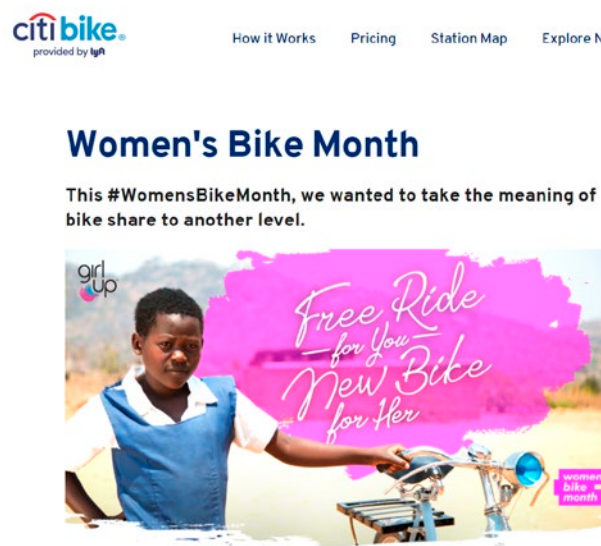 citi bike
provided by lyft
How it Works Pricing Station Map Explore N
Women's Bike Month
This #WomensBikeMonth, we wanted to take the meaning of
bike share to another level.
girl
up
Free Ride
for You
New Bike
for Her
women
bike
month